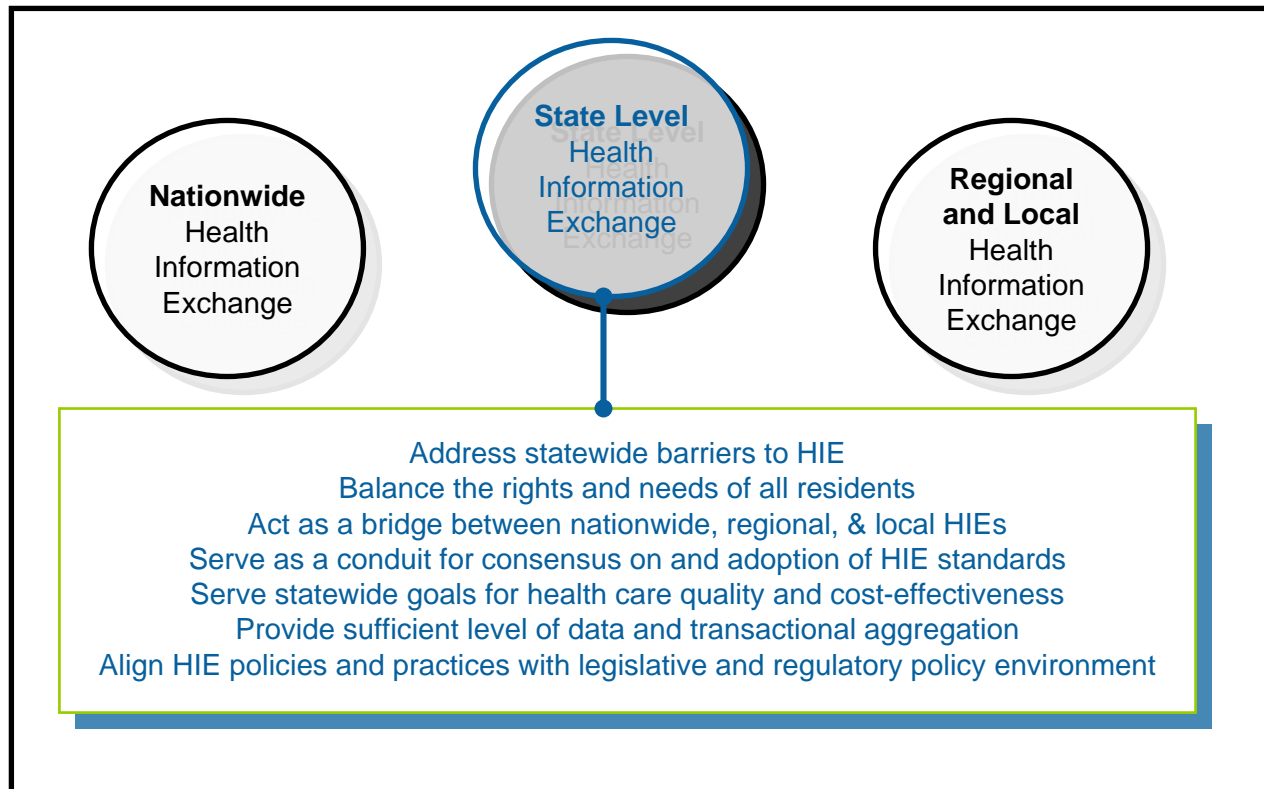 Nationwide
Health
Information
Exchange
State Level
Health
Information
Exchange
Regional
and Local
Health
Information
Exchange
Address statewide barriers to HIE
Balance the rights and needs of all residents
Act as a bridge between nationwide, regional, & local HIEs
Serve as a conduit for consensus on and adoption of HIE standards
Serve statewide goals for health care quality and cost-effectiveness
Provide sufficient level of data and transactional aggregation
Align HIE policies and practices with legislative and regulatory policy environment